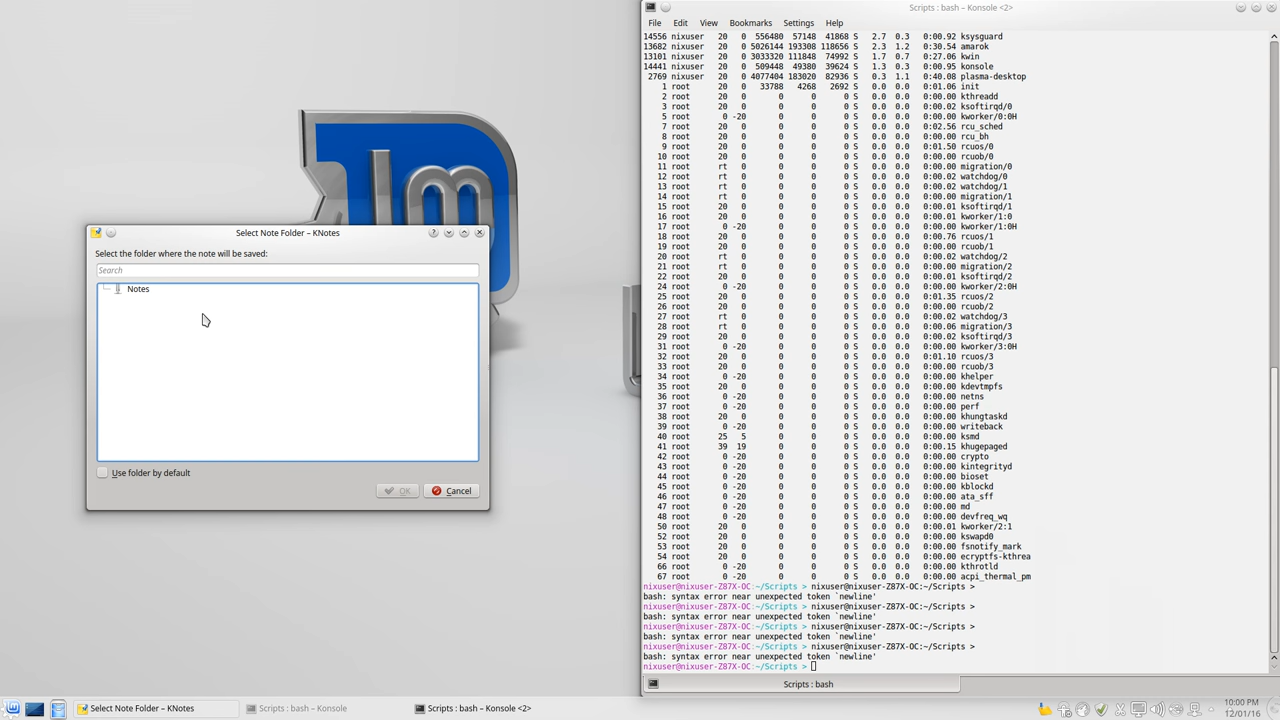 Scripts : bash – Konsole <2>
File Edit View Bookmarks Settings Help
14556 nixuser 20 0 556480 57148 41868 S 2.7 0.3 0:00.92 ksysguard
13682 nixuser 20 0 5026144 193308 118656 S 2.3 1.2 0:30.54 amarok
13101 nixuser 20 0 3033320 111848 74992 S 1.7 0.7 0:27.06 kwin
14441 nixuser 20 0 509448 49380 39624 S 1.3 0.3 0:00.95 konsole
2769 nixuser 20 0 4077404 183020 82936 S 0.3 1.1 0:40.08 plasma-desktop
1 root 20 0 33788 4268 2692 S 0.0 0.0 0:01.06 init
2 root 20 0 0 0 0 S 0.0 0.0 0:00.00 kthreadd
3 root 20 0 0 0 0 S 0.0 0.0 0:00.02 ksoftirqd/0
5 root 0 -20 0 0 0 S 0.0 0.0 0:00.00 kworker/0:0H
7 root 20 0 0 0 0 S 0.0 0.0 0:02.56 rcu_sched
8 root 20 0 0 0 0 S 0.0 0.0 0:00.00 rcu_bh
9 root 20 0 0 0 0 S 0.0 0.0 0:01.50 rcuos/0
10 root 20 0 0 0 0 S 0.0 0.0 0:00.00 rcuob/0
11 root rt 0 0 0 0 S 0.0 0.0 0:00.00 migration/0
12 root rt 0 0 0 0 S 0.0 0.0 0:00.02 watchdog/0
13 root rt 0 0 0 0 S 0.0 0.0 0:00.02 watchdog/1
14 root rt 0 0 0 0 S 0.0 0.0 0:00.00 migration/1
15 root 20 0 0 0 0 S 0.0 0.0 0:00.01 ksoftirqd/1
16 root 20 0 0 0 0 S 0.0 0.0 0:00.01 kworker/1:0
17 root 0 -20 0 0 0 S 0.0 0.0 0:00.01 kworker/1:0H
18 root 20 0 0 0 0 S 0.0 0.0 0:00.76 rcuos/1
19 root 20 0 0 0 0 S 0.0 0.0 0:00.00 rcuob/1
20 root rt 0 0 0 0 S 0.0 0.0 0:00.02 watchdog/2
21 root rt 0 0 0 0 S 0.0 0.0 0:00.00 migration/2
22 root 20 0 0 0 0 S 0.0 0.0 0:00.01 ksoftirqd/2
24 root 0 -20 0 0 0 S 0.0 0.0 0:00.00 kworker/2:0H
25 root 20 0 0 0 0 S 0.0 0.0 0:01.35 rcuos/2
26 root 20 0 0 0 0 S 0.0 0.0 0:00.00 rcuob/2
27 root rt 0 0 0 0 S 0.0 0.0 0:00.02 watchdog/3
28 root rt 0 0 0 0 S 0.0 0.0 0:00.06 migration/3
29 root 20 0 0 0 0 S 0.0 0.0 0:00.02 ksoftirqd/3
31 root 0 -20 0 0 0 S 0.0 0.0 0:00.00 kworker/3:0H
32 root 20 0 0 0 0 S 0.0 0.0 0:01.10 rcuos/3
33 root 20 0 0 0 0 S 0.0 0.0 0:00.00 rcuob/3
34 root 0 -20 0 0 0 S 0.0 0.0 0:00.00 khelper
35 root 20 0 0 0 0 S 0.0 0.0 0:00.00 kdevtmpfs
36 root 0 -20 0 0 0 S 0.0 0.0 0:00.00 netns
37 root 0 -20 0 0 0 S 0.0 0.0 0:00.00 perf
38 root 20 0 0 0 0 S 0.0 0.0 0:00.00 khungtaskd
39 root 0 -20 0 0 0 S 0.0 0.0 0:00.00 writeback
40 root 25 5 0 0 0 S 0.0 0.0 0:00.00 ksmd
41 root 39 19 0 0 0 S 0.0 0.0 0:00.15 khugepaged
42 root 0 -20 0 0 0 S 0.0 0.0 0:00.00 crypto
43 root 0 -20 0 0 0 S 0.0 0.0 0:00.00 kintegrityd
44 root 0 -20 0 0 0 S 0.0 0.0 0:00.00 bioset
45 root 0 -20 0 0 0 S 0.0 0.0 0:00.00 kblockd
46 root 0 -20 0 0 0 S 0.0 0.0 0:00.00 ata_sff
47 root 0 -20 0 0 0 S 0.0 0.0 0:00.00 md
48 root 0 -20 0 0 0 S 0.0 0.0 0:00.00 devfreq_wq
50 root 20 0 0 0 0 S 0.0 0.0 0:00.01 kworker/2:1
52 root 20 0 0 0 0 S 0.0 0.0 0:00.00 kswapd0
53 root 20 0 0 0 0 S 0.0 0.0 0:00.00 fsnotify_mark
54 root 20 0 0 0 0 S 0.0 0.0 0:00.00 ecryptfs-kthrea
66 root 0 -20 0 0 0 S 0.0 0.0 0:00.00 kthrotld
67 root 0 -20 0 0 0 S 0.0 0.0 0:00.00 acpi_thermal_pm
nixuser@nixuser-Z87X-OC:~/Scripts > nixuser@nixuser-Z87X-OC:~/Scripts >
bash: syntax error near unexpected token `newline'
nixuser@nixuser-Z87X-OC:~/Scripts > nixuser@nixuser-Z87X-OC:~/Scripts >
bash: syntax error near unexpected token `newline'
nixuser@nixuser-Z87X-OC:~/Scripts > nixuser@nixuser-Z87X-OC:~/Scripts >
bash: syntax error near unexpected token `newline'
nixuser@nixuser-Z87X-OC:~/Scripts > nixuser@nixuser-Z87X-OC:~/Scripts >
bash: syntax error near unexpected token `newline'
nixuser@nixuser-Z87X-OC:~/Scripts >
Scripts : bash
lm
Select Note Folder – KNotes
Select the folder where the note will be saved:
Search
Notes
Use folder by default
OK
Cancel
Select Note Folder – KNotes
Scripts : bash – Konsole
Scripts : bash – Konsole <2>
10:00 PM
12/01/16